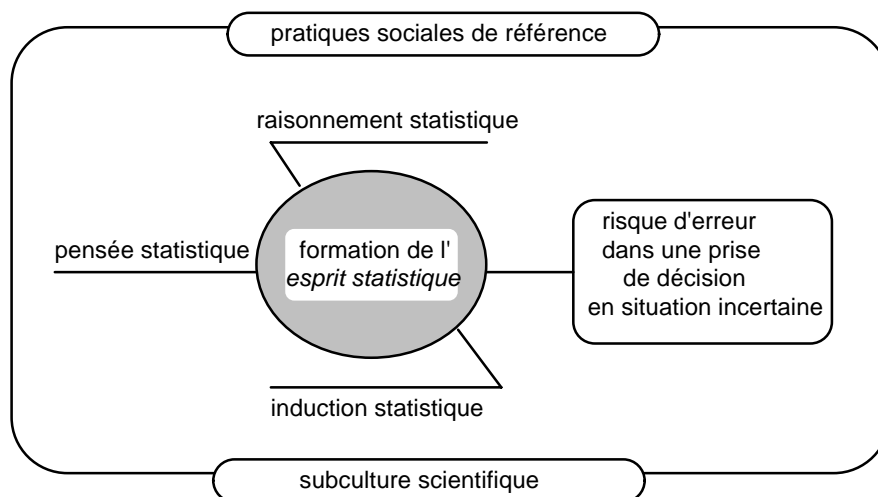 pratiques sociales de référence
raisonnement statistique
pensée statistique
formation de l'
esprit statistique
risque d'erreur
dans une prise
de décision
en situation incertaine
induction statistique
subculture scientifique